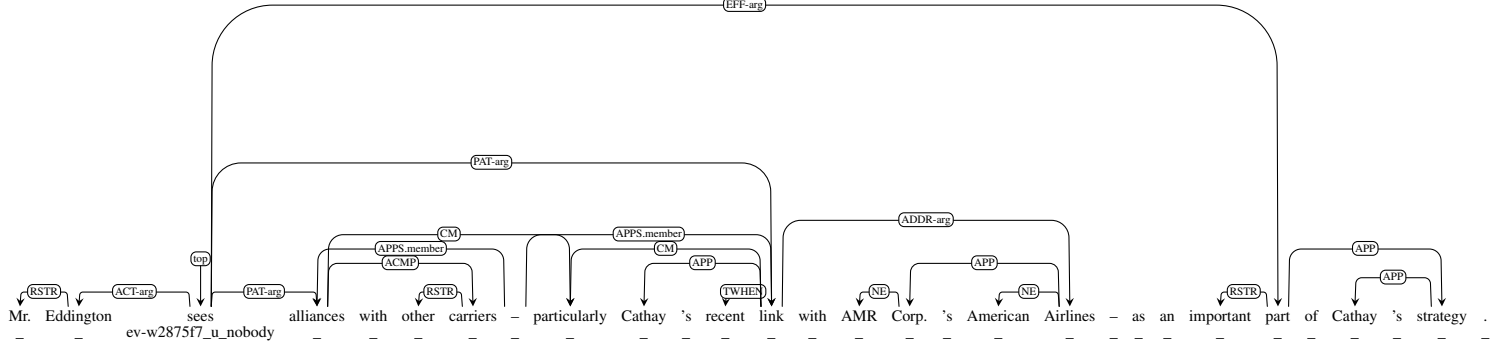 EFF-arg
PAT-arg
ADDR-arg
CM APPS.member
APPS.member CM APP
top ACMP APP APP APP
RSTR ACT-arg PAT-arg RSTR TWHEN NE NE RSTR
Mr. Eddington sees alliances with other carriers – particularly Cathay 's recent link with AMR Corp. 's American Airlines – as an important part of Cathay 's strategy .
_ _ ev-w2875f7_u_nobody _ _ _ _ _ _ _ _ _ _ _ _ _ _ _ _ _ _ _ _ _ _ _ _ _ _